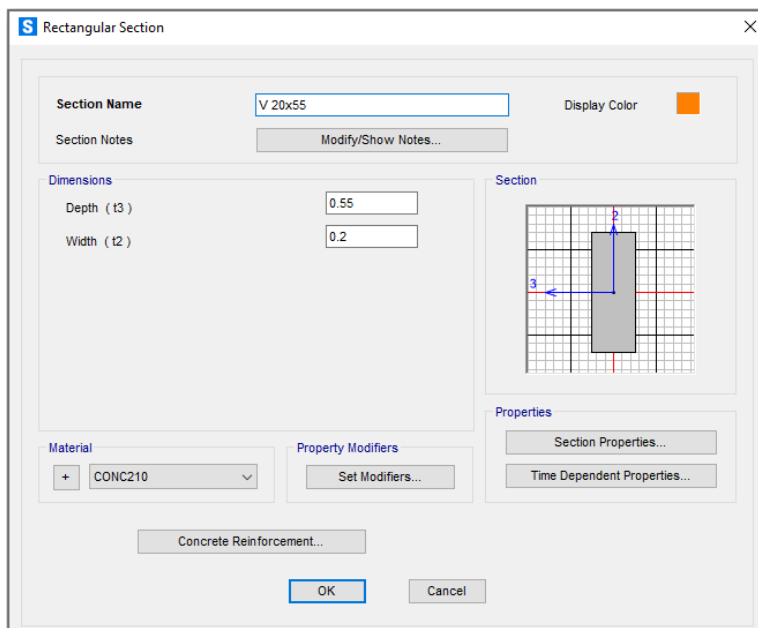 S Rectangular Section
Section Name V 20x55 Display Color
Section Notes Modify/Show Notes...
Dimensions
Depth ( t3 ) 0.55
Width ( t2 ) 0.2
Section
2
3
Properties
Section Properties...
Time Dependent Properties...
Material
+ CONC210
Property Modifiers
Set Modifiers...
Concrete Reinforcement...
OK Cancel